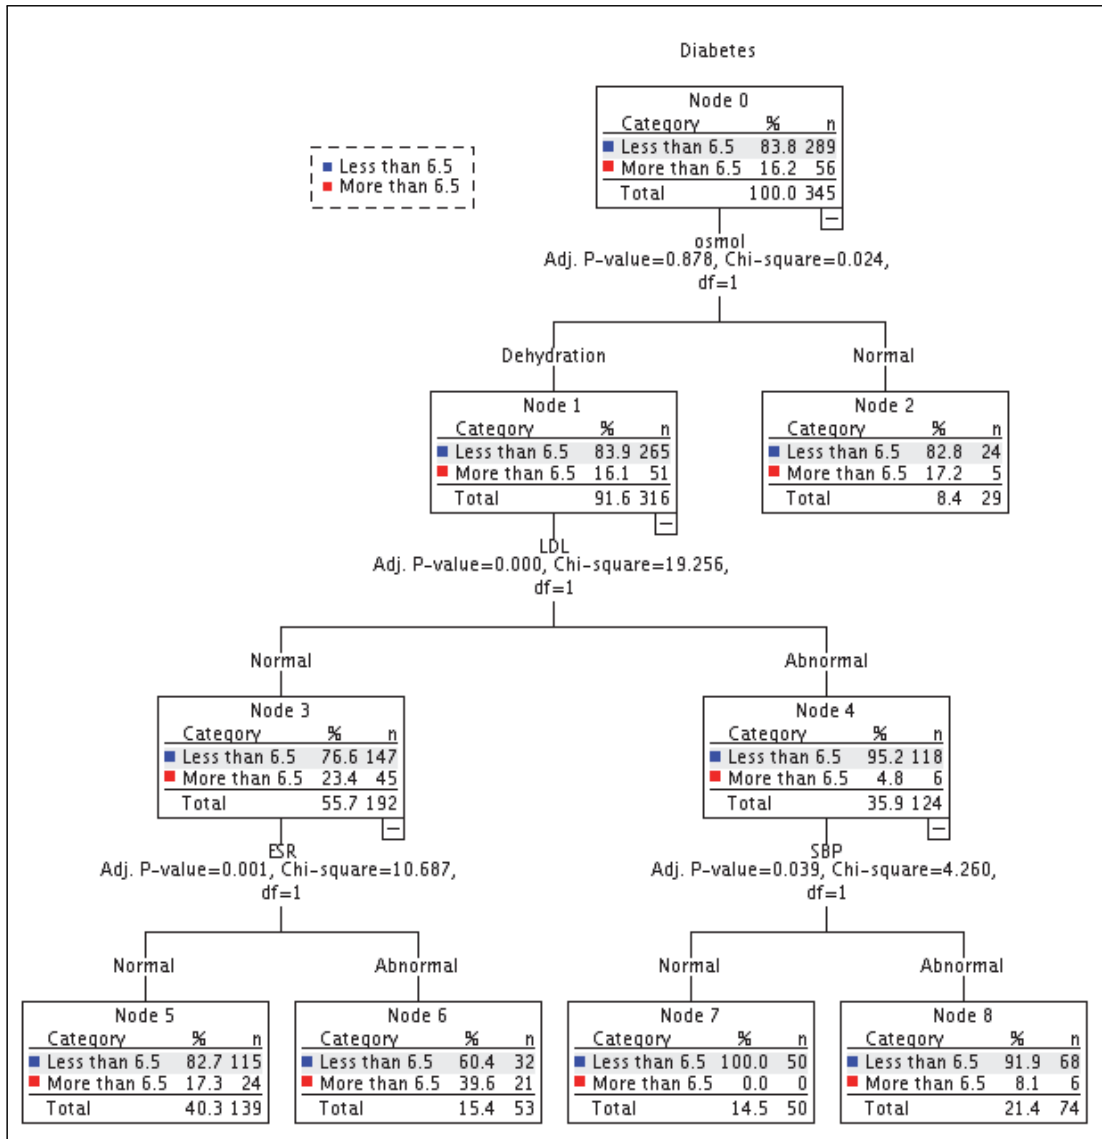 Diabetes
Node 0
Category % n
Less than 6.5 83.8 289
More than 6.5 16.2 56
Total 100.0 345
Less than 6.5
More than 6.5
osmol
Adj. P-value=0.878, Chi-square=0.024,
df=1
Dehydration
Normal
Node 1
Category % n
Less than 6.5 83.9 265
More than 6.5 16.1 51
Total 91.6 316
Node 2
Category % n
Less than 6.5 82.8 24
More than 6.5 17.2 5
Total 8.4 29
LDL
Adj. P-value=0.000, Chi-square=19.256,
df=1
Normal
Abnormal
Node 3
Category % n
Less than 6.5 76.6 147
More than 6.5 23.4 45
Total 55.7 192
Node 4
Category % n
Less than 6.5 95.2 118
More than 6.5 4.8 6
Total 35.9 124
ESR
Adj. P-value=0.001, Chi-square=10.687,
df=1
SBP
Adj. P-value=0.039, Chi-square=4.260,
df=1
Normal
Abnormal
Normal
Abnormal
Node 5
Category % n
Less than 6.5 82.7 115
More than 6.5 17.3 24
Total 40.3 139
Node 6
Category % n
Less than 6.5 60.4 32
More than 6.5 39.6 21
Total 15.4 53
Node 7
Category % n
Less than 6.5 100.0 50
More than 6.5 0.0 0
Total 14.5 50
Node 8
Category % n
Less than 6.5 91.9 68
More than 6.5 8.1 6
Total 21.4 74